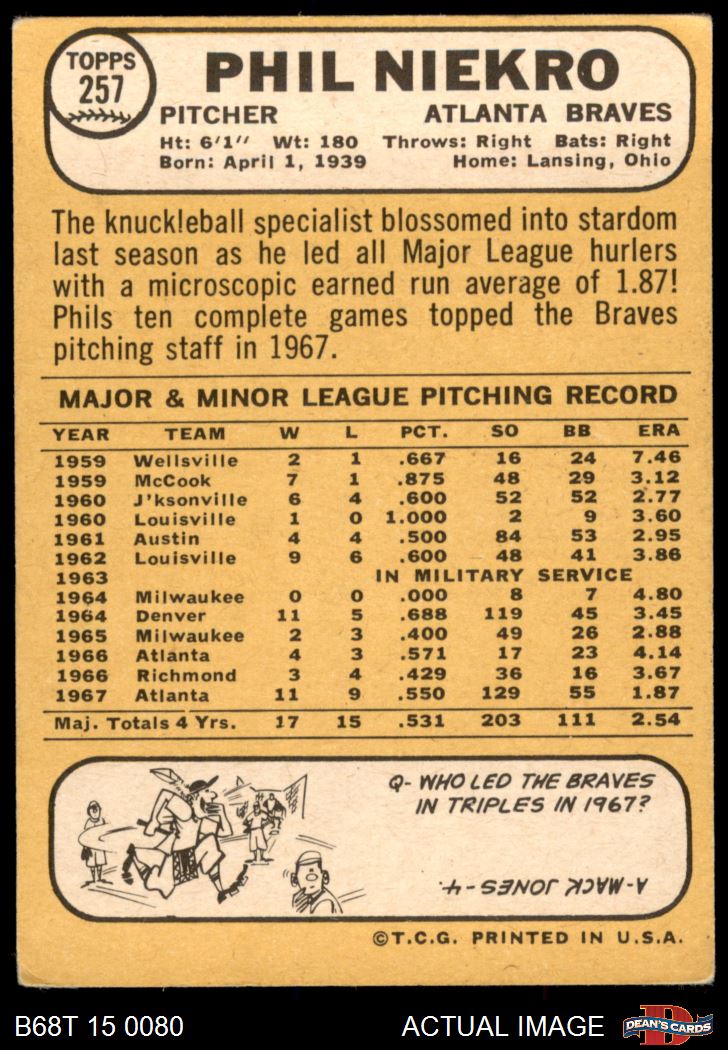 TOPPS
257
PHIL NIEKRO
PITCHER ATLANTA BRAVES
Ht: 6'1" Wt: 180 Throws: Right Bats: Right
Born: April 1, 1939 Home: Lansing, Ohio
The knuckleball specialist blossomed into stardom
last season as he led all Major League hurlers
with a microscopic earned run average of 1.87!
Phils ten complete games topped the Braves
pitching staff in 1967.
MAJOR & MINOR LEAGUE PITCHING RECORD
YEAR TEAM W L PCT. SO BB ERA
1959 Wellsville 2 1 .667 16 24 7.46
1959 McCook 7 1 .875 48 29 3.12
1960 J'ksonville 6 4 .600 52 52 2.77
1960 Louisville 1 0 1.000 2 9 3.60
1961 Austin 4 4 .500 84 53 2.95
1962 Louisville 9 6 .600 48 41 3.86
1963 IN MILITARY SERVICE
1964 Milwaukee 0 0 .000 8 7 4.80
1964 Denver 11 5 .688 119 45 3.45
1965 Milwaukee 2 3 .400 49 26 2.88
1966 Atlanta 4 3 .571 17 23 4.14
1966 Richmond 3 4 .429 36 16 3.67
1967 Atlanta 11 9 .550 129 55 1.87
Maj. Totals 4 Yrs. 17 15 .531 203 111 2.54
Q- WHO LED THE BRAVES
IN TRIPLES IN 1967?
A-MACK JONES-4.
©T.C.G. PRINTED IN U.S.A.
B68T 15 0080 ACTUAL IMAGE DEAN'S CARDS